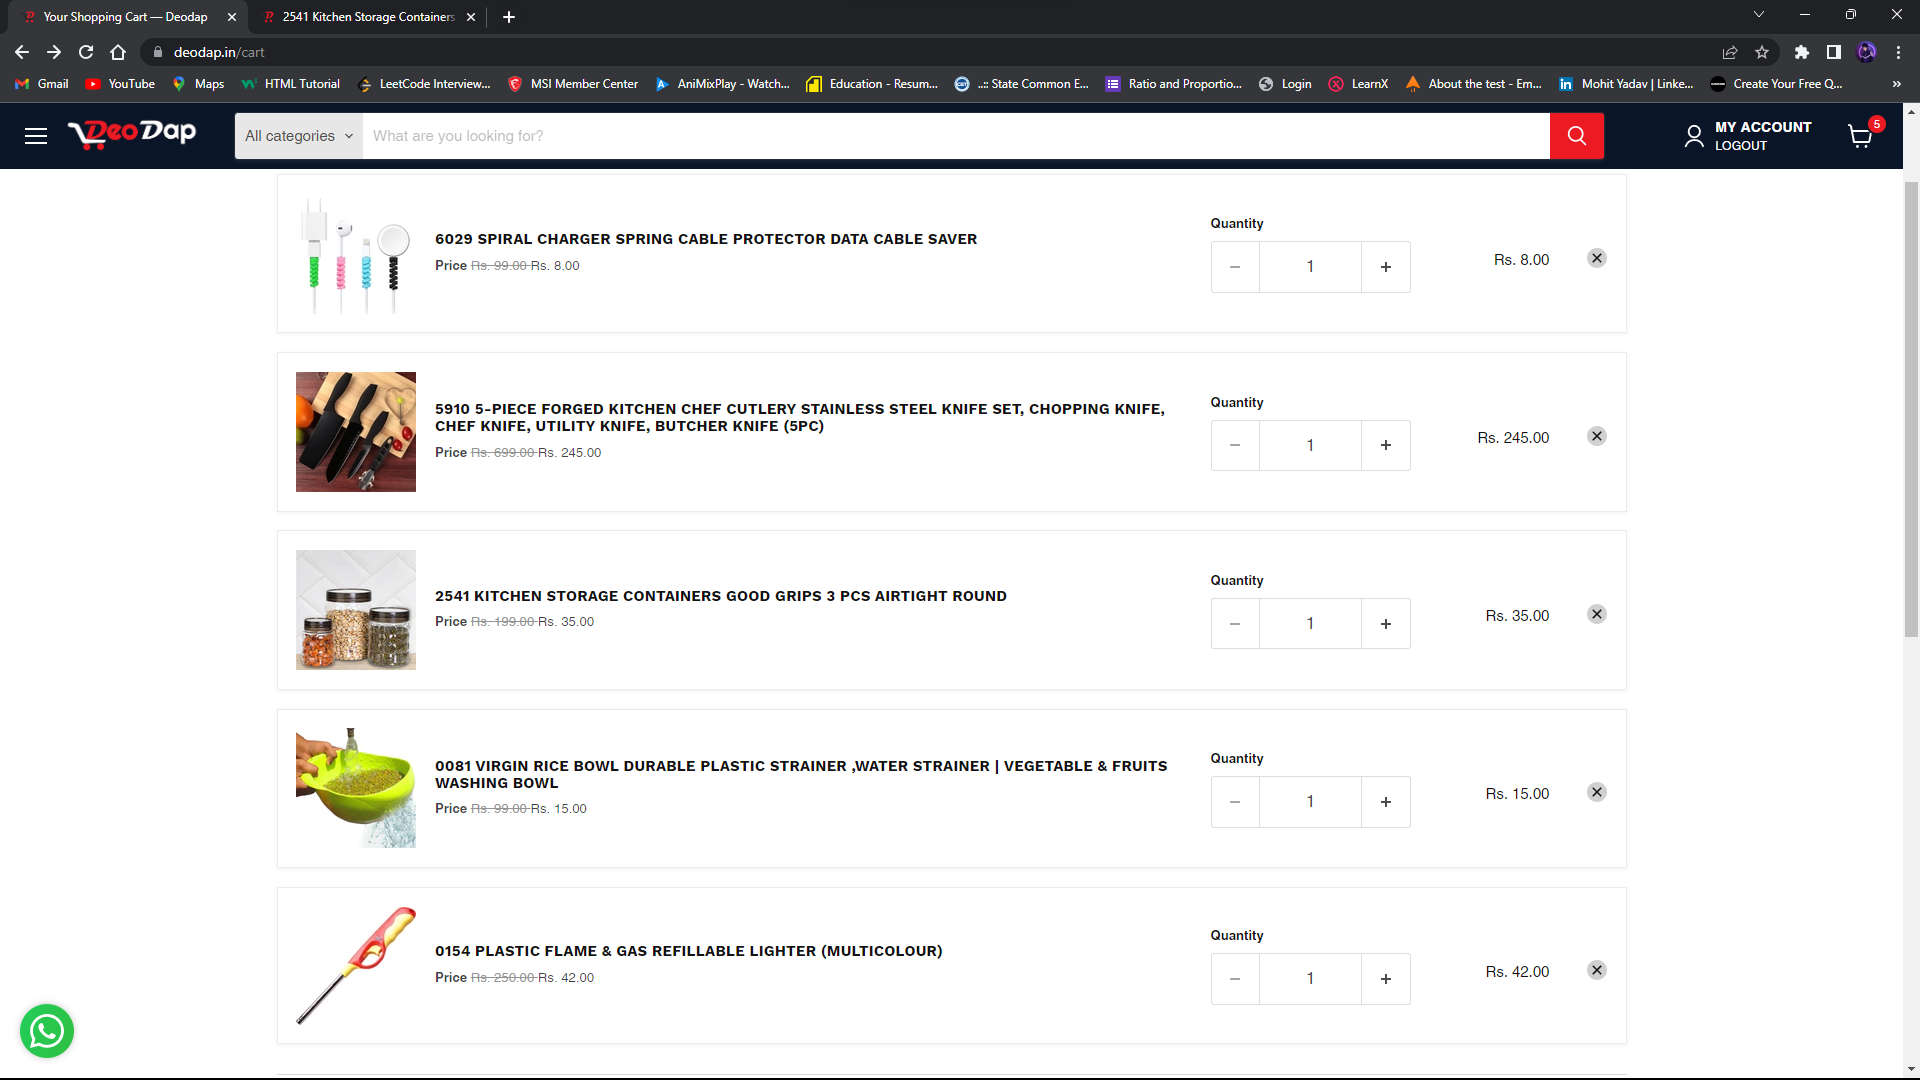 Your Shopping Cart — Deodap
2541 Kitchen Storage Containers
deodap.in/cart
Gmail
YouTube
Maps
HTML Tutorial
LeetCode Interview...
MSI Member Center
AniMixPlay - Watch...
Education - Resum...
..:: State Common E...
Ratio and Proportio...
Login
LearnX
About the test - Em...
Mohit Yadav | Linke...
Create Your Free Q...
»
DeoDap
All categories
What are you looking for?
MY ACCOUNT
LOGOUT
5
6029 SPIRAL CHARGER SPRING CABLE PROTECTOR DATA CABLE SAVER
Price Rs. 99.00 Rs. 8.00
Quantity
− 1 +
Rs. 8.00
5910 5-PIECE FORGED KITCHEN CHEF CUTLERY STAINLESS STEEL KNIFE SET, CHOPPING KNIFE,
CHEF KNIFE, UTILITY KNIFE, BUTCHER KNIFE (5PC)
Price Rs. 699.00 Rs. 245.00
Quantity
− 1 +
Rs. 245.00
2541 KITCHEN STORAGE CONTAINERS GOOD GRIPS 3 PCS AIRTIGHT ROUND
Price Rs. 199.00 Rs. 35.00
Quantity
− 1 +
Rs. 35.00
0081 VIRGIN RICE BOWL DURABLE PLASTIC STRAINER ,WATER STRAINER | VEGETABLE & FRUITS
WASHING BOWL
Price Rs. 99.00 Rs. 15.00
Quantity
− 1 +
Rs. 15.00
0154 PLASTIC FLAME & GAS REFILLABLE LIGHTER (MULTICOLOUR)
Price Rs. 250.00 Rs. 42.00
Quantity
− 1 +
Rs. 42.00